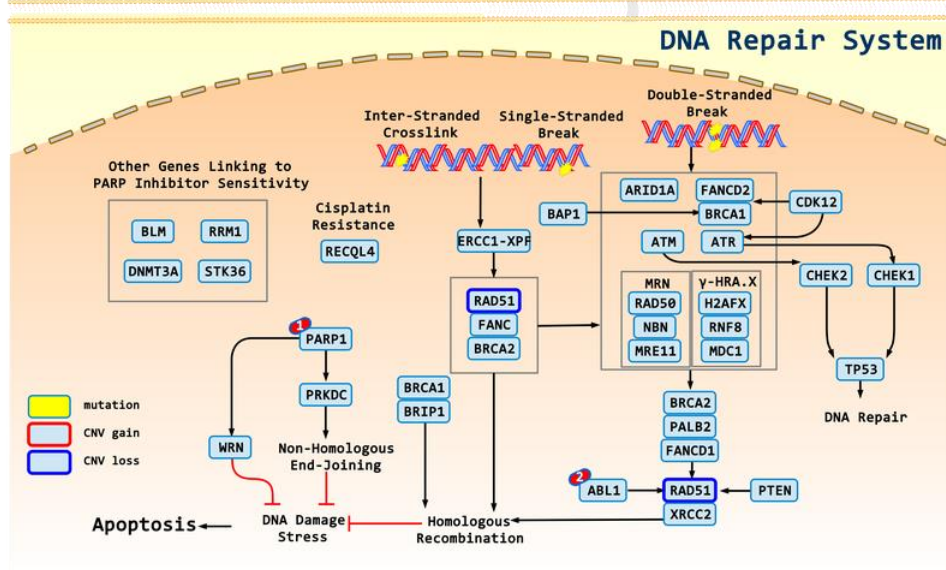 DNA Repair System
Double-Stranded
Break
Inter-Stranded
Crosslink
Single-Stranded
Break
Other Genes Linking to
PARP Inhibitor Sensitivity
BLM
RRM1
DNMT3A
STK36
Cisplatin
Resistance
RECQL4
ERCC1-XPF
RAD51
FANC
BRCA2
BAP1
ARID1A
FANCD2
BRCA1
CDK12
ATM
ATR
CHEK2
CHEK1
MRN
RAD50
NBN
MRE11
γ-HRA.X
H2AFX
RNF8
MDC1
TP53
DNA Repair
1
PARP1
PRKDC
WRN
Non-Homologous
End-Joining
BRCA1
BRIP1
BRCA2
PALB2
FANCD1
2
ABL1
RAD51
PTEN
XRCC2
mutation
CNV gain
CNV loss
Apoptosis
DNA Damage
Stress
Homologous
Recombination